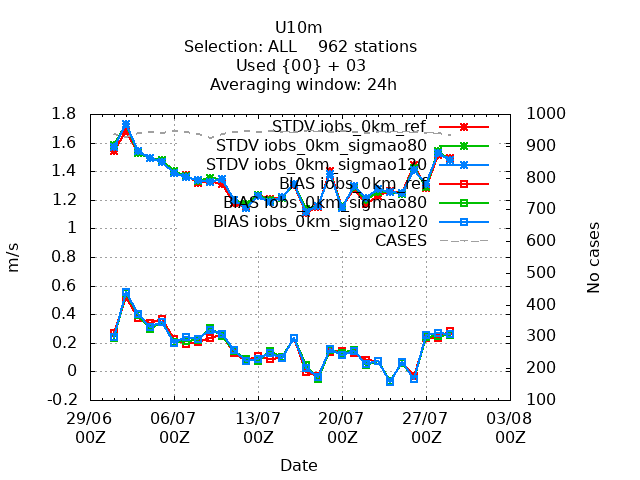 U10m
Selection: ALL    962 stations
Used {00} + 03
Averaging window: 24h
STDV iobs_0km_ref
STDV iobs_0km_sigmao80
STDV iobs_0km_sigmao120
BIAS iobs_0km_ref
BIAS iobs_0km_sigmao80
BIAS iobs_0km_sigmao120
CASES
1.8
1.6
1.4
1.2
1
0.8
0.6
0.4
0.2
0
-0.2
m/s
1000
900
800
700
600
500
400
300
200
100
No cases
29/06 06/07 13/07 20/07 27/07 03/08
00Z 00Z 00Z 00Z 00Z 00Z
Date